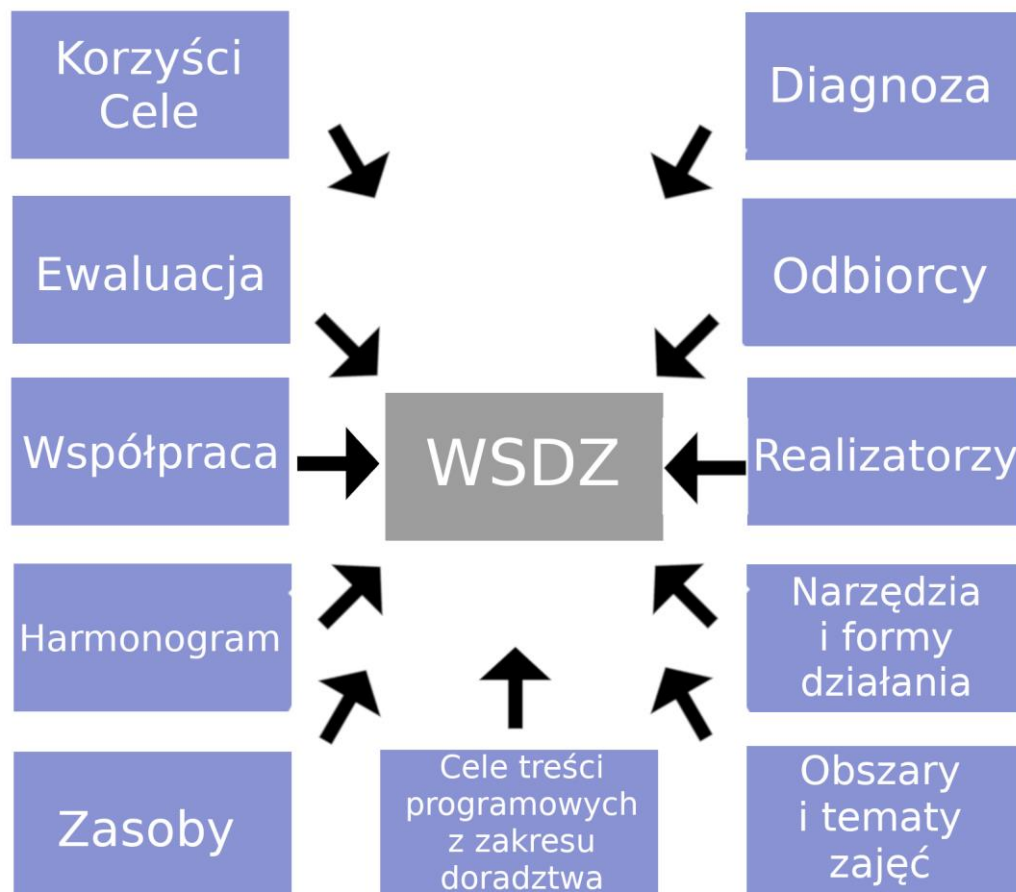 Korzyści
Cele
Diagnoza
Ewaluacja
Odbiorcy
Współpraca
WSDZ
Realizatorzy
Harmonogram
Narzędzia
i formy
działania
Zasoby
Cele treści
programowych
z zakresu
doradztwa
Obszary
i tematy
zajęć